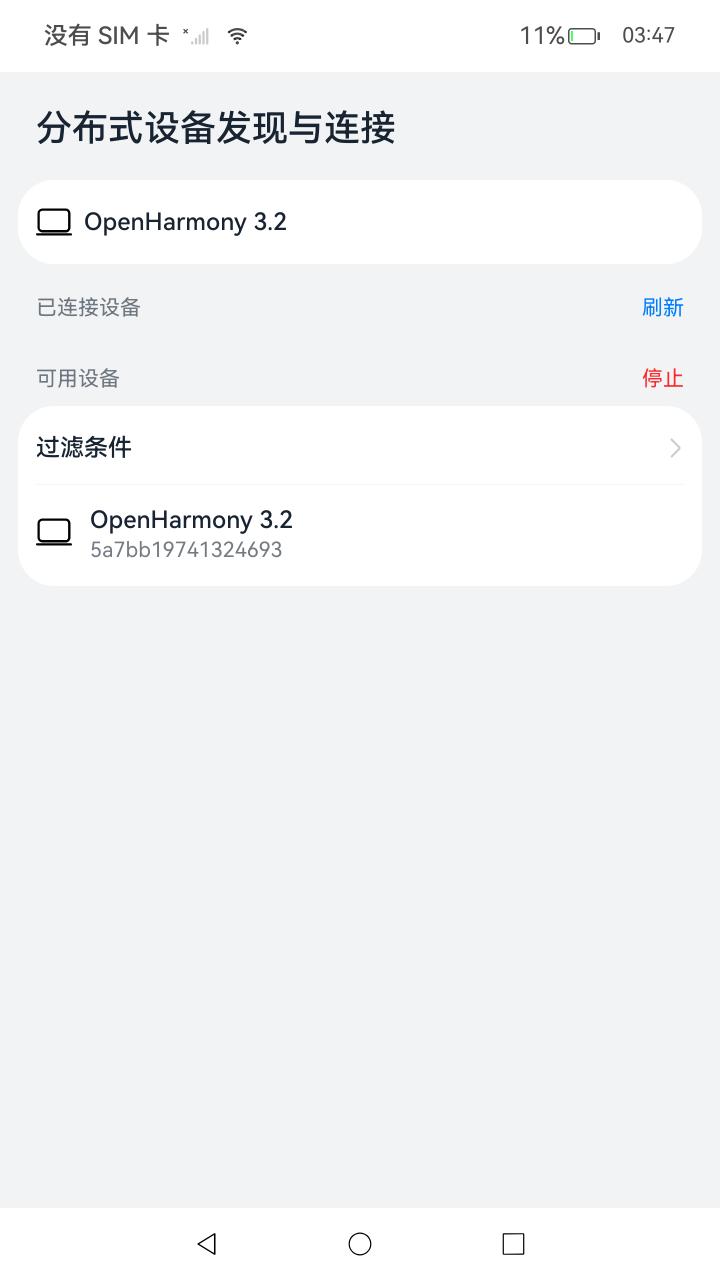 没有 SIM 卡 11% 03:47
分布式设备发现与连接
OpenHarmony 3.2
已连接设备 刷新
可用设备 停止
过滤条件
OpenHarmony 3.2
5a7bb19741324693